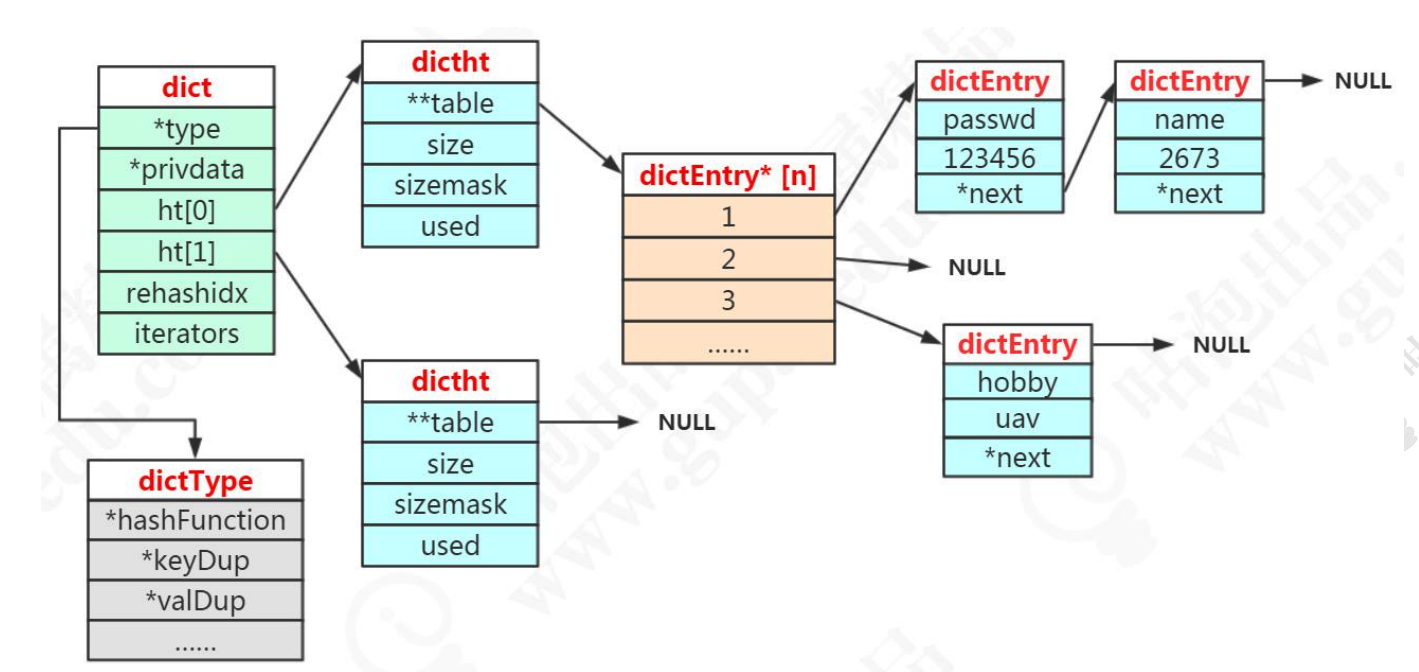 dict
*type
*privdata
ht[0]
ht[1]
rehashidx
iterators
dictht
**table
size
sizemask
used
dictht
**table
size
sizemask
used
NULL
dictType
*hashFunction
*keyDup
*valDup
......
dictEntry* [n]
1
2
3
......
dictEntry
passwd
123456
*next
dictEntry
name
2673
*next
NULL
NULL
dictEntry
hobby
uav
*next
NULL